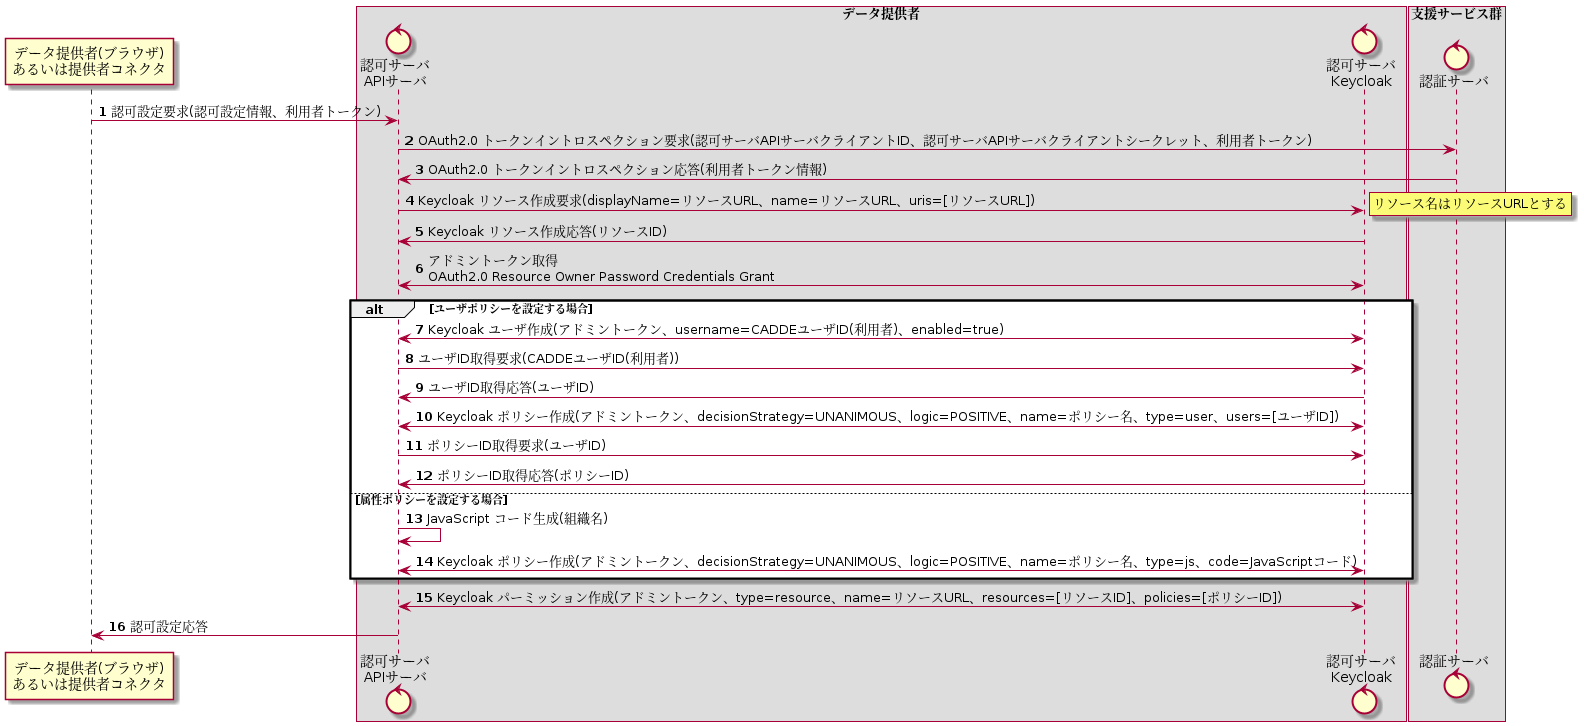 データ提供者
支援サービス群
データ提供者(ブラウザ)
あるいは提供者コネクタ
認可サーバ
APIサーバ
認可サーバ
Keycloak
認証サーバ
1 認可設定要求(認可設定情報、利用者トークン)
2 OAuth2.0 トークンイントロスペクション要求(認可サーバAPIサーバクライアントID、認可サーバAPIサーバクライアントシークレット、利用者トークン)
3 OAuth2.0 トークンイントロスペクション応答(利用者トークン情報)
4 Keycloak リソース作成要求(displayName=リソースURL、name=リソースURL、uris=[リソースURL])
リソース名はリソースURLとする
5 Keycloak リソース作成応答(リソースID)
6 アドミントークン取得
OAuth2.0 Resource Owner Password Credentials Grant
alt [ユーザポリシーを設定する場合]
7 Keycloak ユーザ作成(アドミントークン、username=CADDEユーザID(利用者)、enabled=true)
8 ユーザID取得要求(CADDEユーザID(利用者))
9 ユーザID取得応答(ユーザID)
10 Keycloak ポリシー作成(アドミントークン、decisionStrategy=UNANIMOUS、logic=POSITIVE、name=ポリシー名、type=user、users=[ユーザID])
11 ポリシーID取得要求(ユーザID)
12 ポリシーID取得応答(ポリシーID)
[属性ポリシーを設定する場合]
13 JavaScript コード生成(組織名)
14 Keycloak ポリシー作成(アドミントークン、decisionStrategy=UNANIMOUS、logic=POSITIVE、name=ポリシー名、type=js、code=JavaScriptコード)
15 Keycloak パーミッション作成(アドミントークン、type=resource、name=リソースURL、resources=[リソースID]、policies=[ポリシーID])
16 認可設定応答
データ提供者(ブラウザ)
あるいは提供者コネクタ
認可サーバ
APIサーバ
認可サーバ
Keycloak
認証サーバ